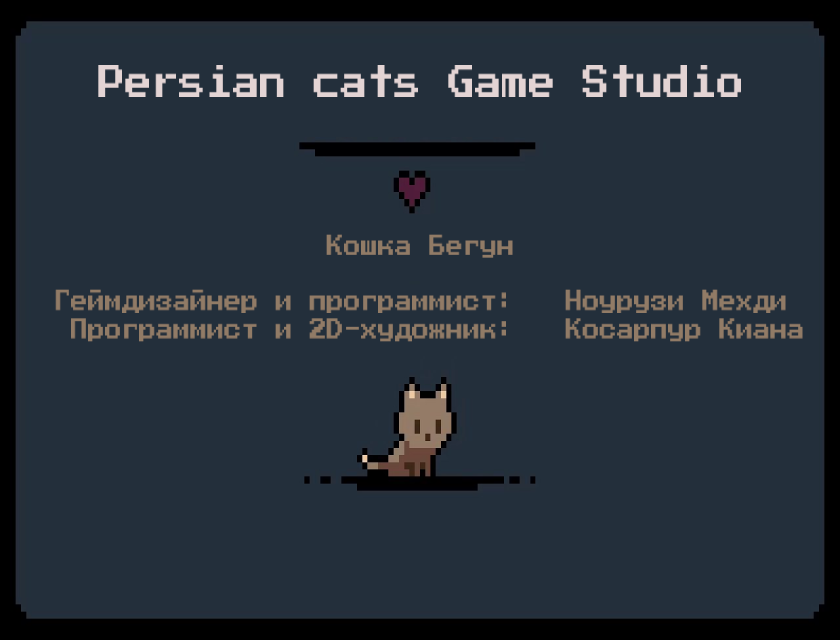 Persian cats Game Studio
Кошка Бегун
Геймдизайнер и программист: Ноурузи Мехди
Программист и 2D-художник: Косарпур Киана